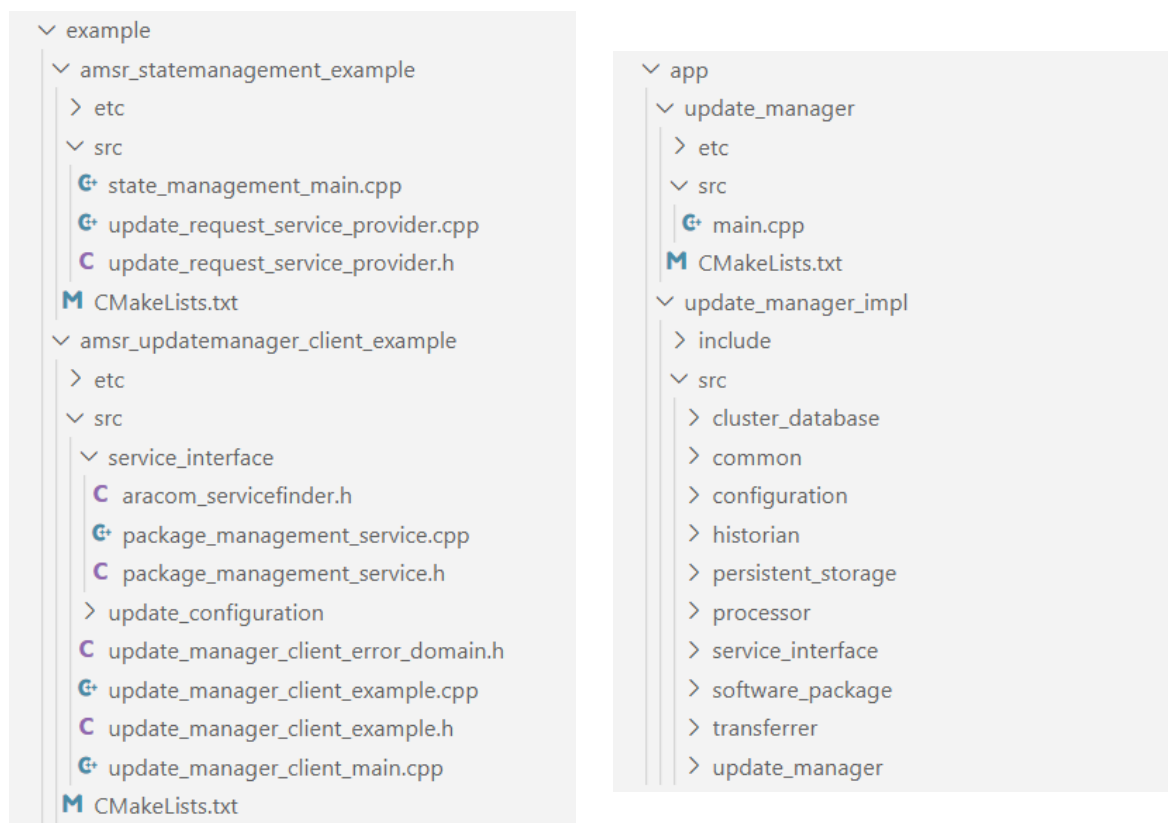 example
amsr_statemanagement_example
etc
src
state_management_main.cpp
update_request_service_provider.cpp
update_request_service_provider.h
CMakeLists.txt
amsr_updatemanager_client_example
etc
src
service_interface
aracom_servicefinder.h
package_management_service.cpp
package_management_service.h
update_configuration
update_manager_client_error_domain.h
update_manager_client_example.cpp
update_manager_client_example.h
update_manager_client_main.cpp
CMakeLists.txt
app
update_manager
etc
src
main.cpp
CMakeLists.txt
update_manager_impl
include
src
cluster_database
common
configuration
historian
persistent_storage
processor
service_interface
software_package
transferrer
update_manager